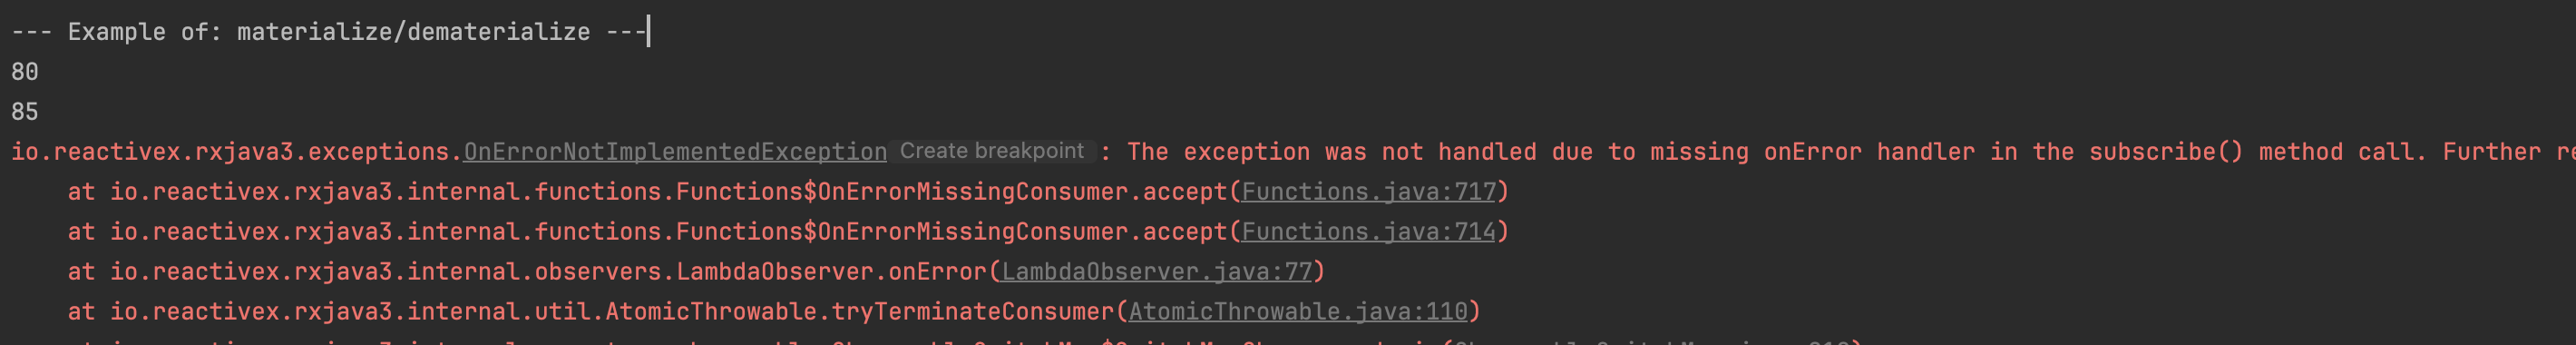 --- Example of: materialize/dematerialize ---
80
85
io.reactivex.rxjava3.exceptions.OnErrorNotImplementedException Create breakpoint : The exception was not handled due to missing onError handler in the subscribe() method call. Further re
    at io.reactivex.rxjava3.internal.functions.Functions$OnErrorMissingConsumer.accept(Functions.java:717)
    at io.reactivex.rxjava3.internal.functions.Functions$OnErrorMissingConsumer.accept(Functions.java:714)
    at io.reactivex.rxjava3.internal.observers.LambdaObserver.onError(LambdaObserver.java:77)
    at io.reactivex.rxjava3.internal.util.AtomicThrowable.tryTerminateConsumer(AtomicThrowable.java:110)